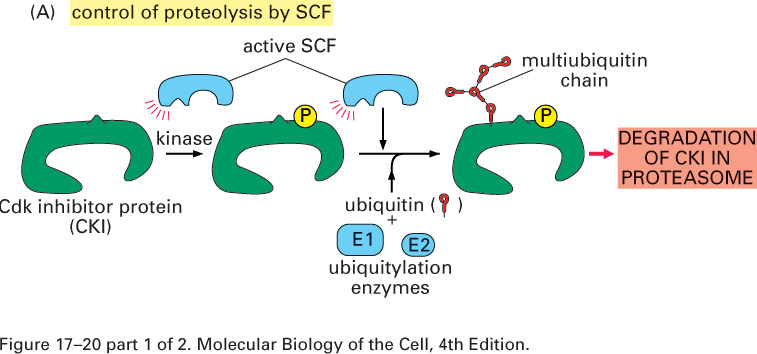 (A) control of proteolysis by SCF
active SCF
multiubiquitin
chain
P
P
kinase
DEGRADATION
OF CKI IN
PROTEASOME
Cdk inhibitor protein
(CKI)
ubiquitin ( )
+
E1 E2
ubiquitylation
enzymes
Figure 17–20 part 1 of 2. Molecular Biology of the Cell, 4th Edition.